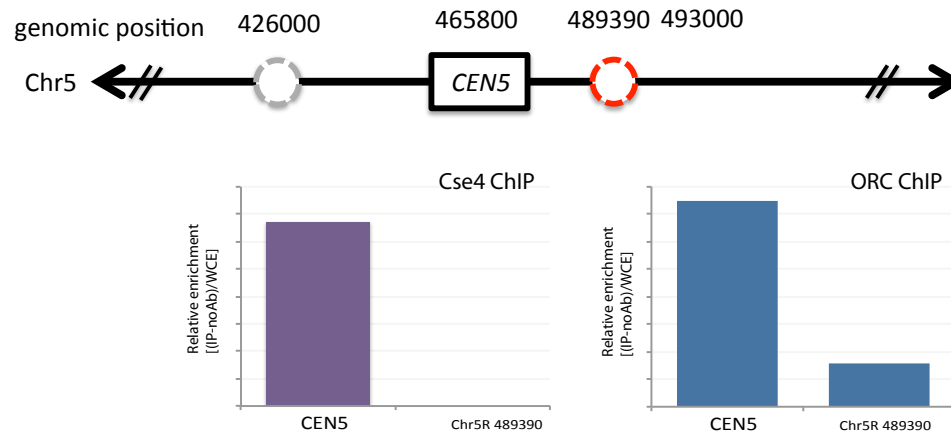 genomic position 426000 465800 489390 493000
Chr5 CEN5
Cse4 ChIP
Relative enrichment
[(IP-noAb)/WCE]
CEN5 Chr5R 489390
ORC ChIP
Relative enrichment
[(IP-noAb)/WCE]
CEN5 Chr5R 489390